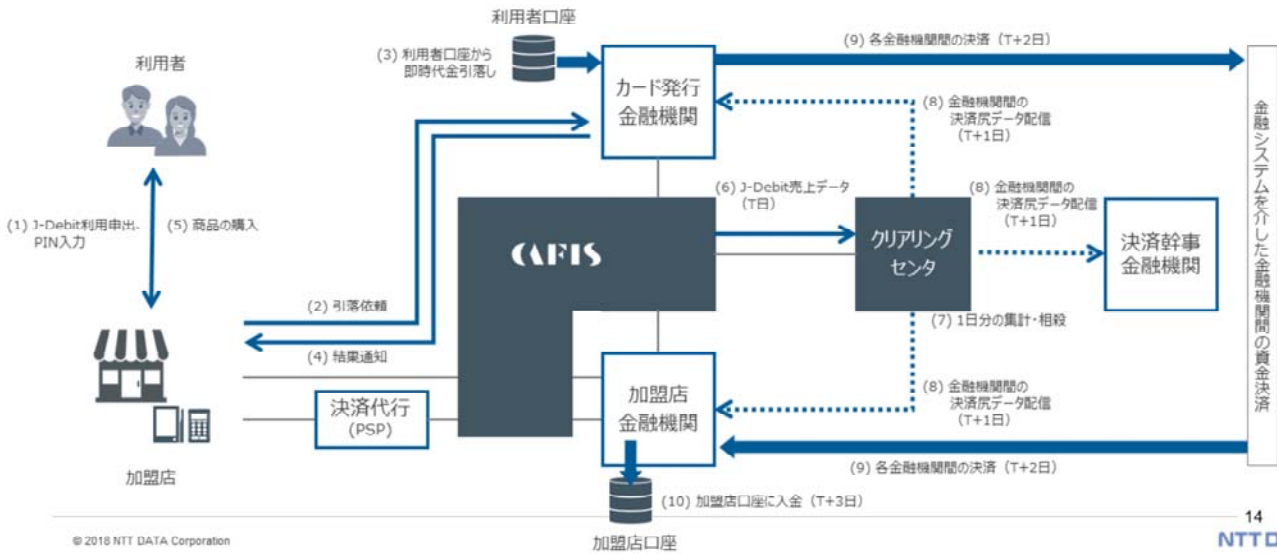 利用者口座
(3) 利用者口座から
即時代金引落し
(9) 各金融機関間の決済（T+2日）
利用者
カード発行
金融機関
(8) 金融機関間の
決済尻データ配信
(T+1日)
(1) J-Debit利用申出、
PIN入力
(5) 商品の購入
(6) J-Debit売上データ
(T日)
(8) 金融機関間の
決済尻データ配信
(T+1日)
CAFIS
クリアリング
センタ
決済幹事
金融機関
(2) 引落依頼
(7) 1日分の集計・相殺
(4) 結果通知
決済代行
(PSP)
加盟店
金融機関
(8) 金融機関間の
決済尻データ配信
(T+1日)
(9) 各金融機関間の決済（T+2日）
金融システムを介した金融機関間の資金決済
加盟店
(10) 加盟店口座に入金（T+3日）
加盟店口座
14
© 2018 NTT DATA Corporation
NTT D